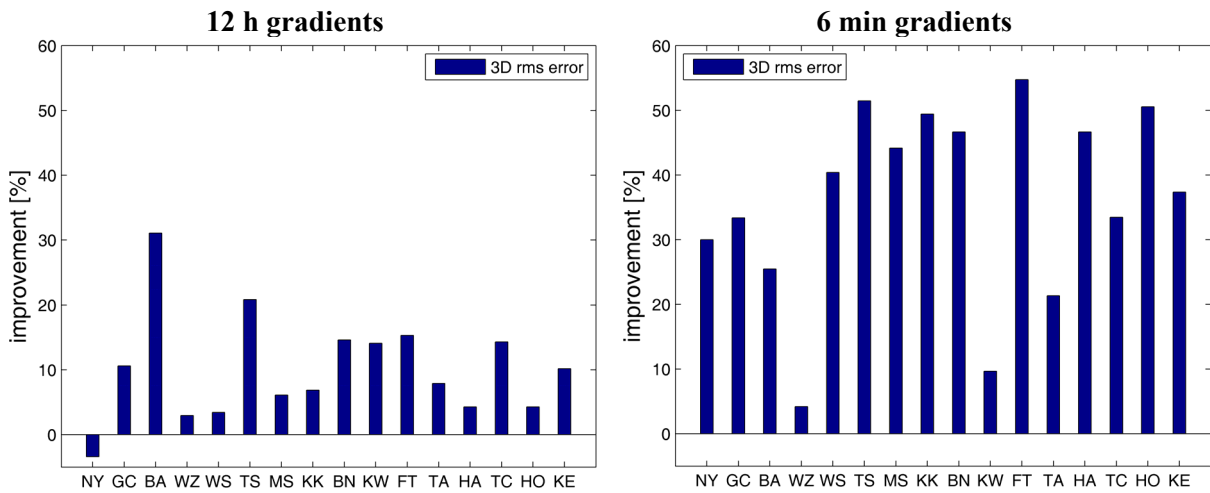 12 h gradients
60
50
40
30
20
10
0
improvement [%]
3D rms error
NY GC BA WZ WS TS MS KK BN KW FT TA HA TC HO KE
6 min gradients
60
50
40
30
20
10
0
improvement [%]
3D rms error
NY GC BA WZ WS TS MS KK BN KW FT TA HA TC HO KE